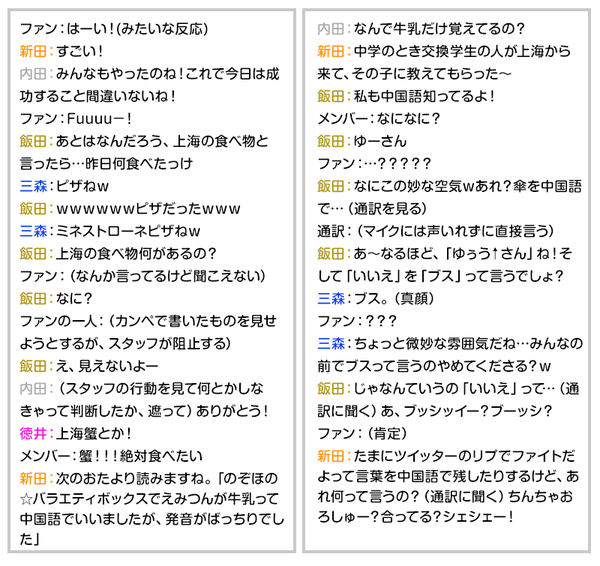 ファン：はーい！(みたいな反応)
新田：すごい！
内田：みんなもやったのね！これで今日は成
功すること間違いないね！
ファン：Fuuuu−！
飯田：あとはなんだろう、上海の食べ物と
言ったら…昨日何食べたっけ
三森：ピザねｗ
飯田：ｗｗｗｗｗｗピザだったｗｗｗ
三森：ミネストローネピザねｗ
飯田：上海の食べ物何があるの？
ファン：（なんか言ってるけど聞こえない）
飯田：なに？
ファンの一人：（カンペで書いたものを見せ
ようとするが、スタッフが阻止する）
飯田：え、見えないよー
内田：（スタッフの行動を見て何とかしな
きゃって判断したか、遮って）ありがとう！
徳井：上海蟹とか！
メンバー：蟹！！！絶対食べたい
新田：次のおたより読みますね。「のぞほの
☆バラエティボックスでえみつんが牛乳って
中国語でいいましたが、発音がばっちりでし
た」
内田：なんで牛乳だけ覚えてるの？
新田：中学のとき交換学生の人が上海から
来て、その子に教えてもらった～
飯田：私も中国語知ってるよ！
メンバー：なになに？
飯田：ゆーさん
ファン：…？？？？？
飯田：なにこの妙な空気ｗあれ？傘を中国語
で…（通訳を見る）
通訳：（マイクには声いれずに直接言う）
飯田：あ～なるほど、「ゆぅう↑さん」ね！そ
して「いいえ」を「ブス」って言うでしょ？
三森：ブス。（真顔）
ファン：？？？
三森：ちょっと微妙な雰囲気だね…みんなの
前でブスって言うのやめてくださる？ｗ
飯田：じゃなんていうの「いいえ」って…（通
訳に聞く）あ、ブッシッイー？ブーッシ？
ファン：（肯定）
新田：たまにツイッターのリプでファイトだ
よって言葉を中国語で残したりするけど、あ
れ何って言うの？（通訳に聞く）ちんちゃお
ろしゅー？合ってる？シェシェー！